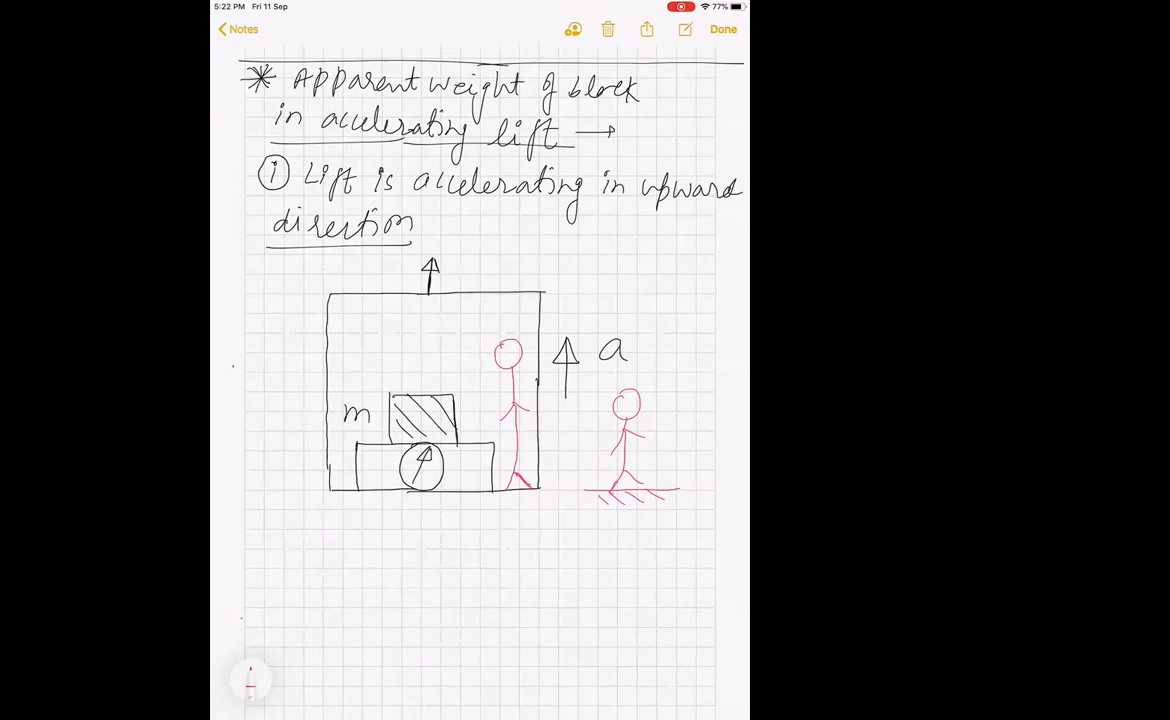 5:22 PM Fri 11 Sep
77%
Notes
Done
* Apparent weight of block
in accelerating lift →
(i) Lift is accelerating in upward
direction
a
m